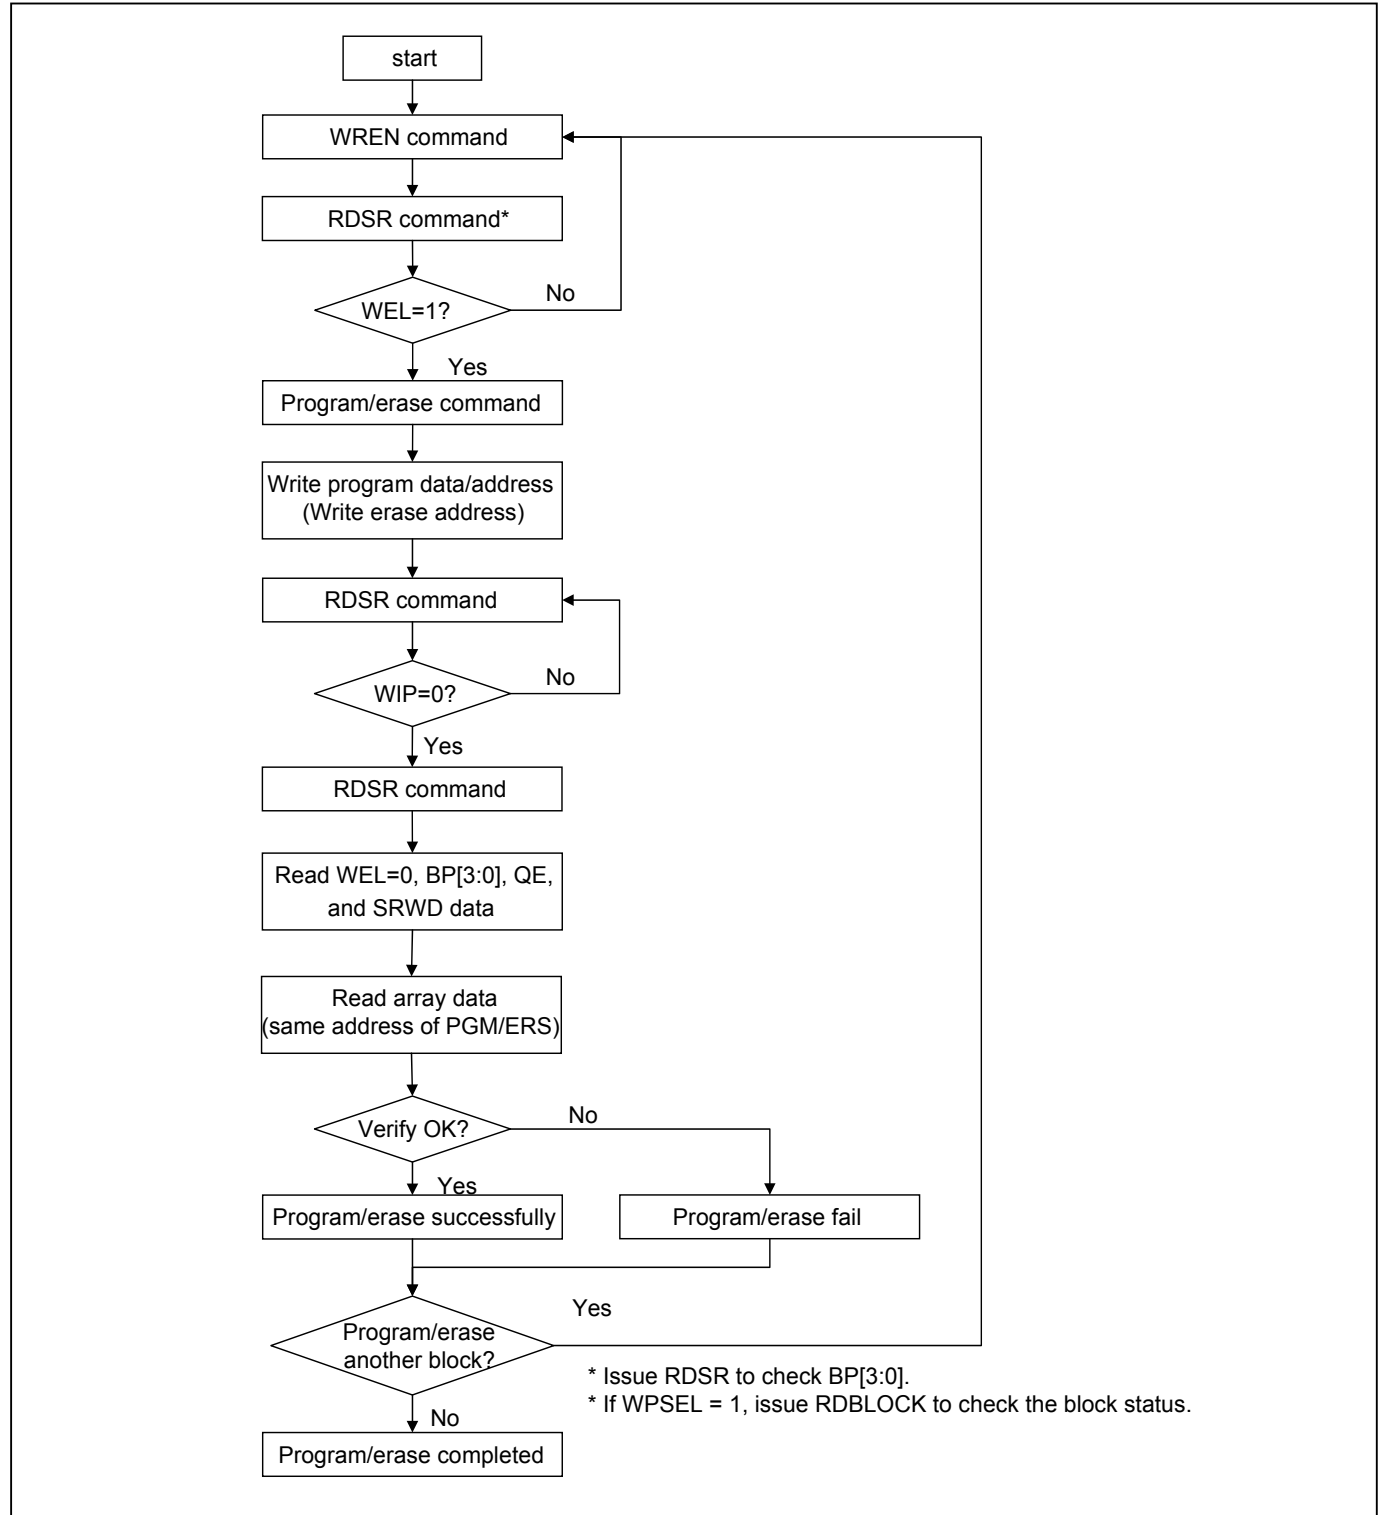 start
WREN command
RDSR command*
WEL=1?
No
Yes
Program/erase command
Write program data/address
(Write erase address)
RDSR command
WIP=0?
No
Yes
RDSR command
Read WEL=0, BP[3:0], QE,
and SRWD data
Read array data
(same address of PGM/ERS)
Verify OK?
No
Yes
Program/erase successfully
Program/erase fail
Program/erase
another block?
Yes
* Issue RDSR to check BP[3:0].
* If WPSEL = 1, issue RDBLOCK to check the block status.
No
Program/erase completed